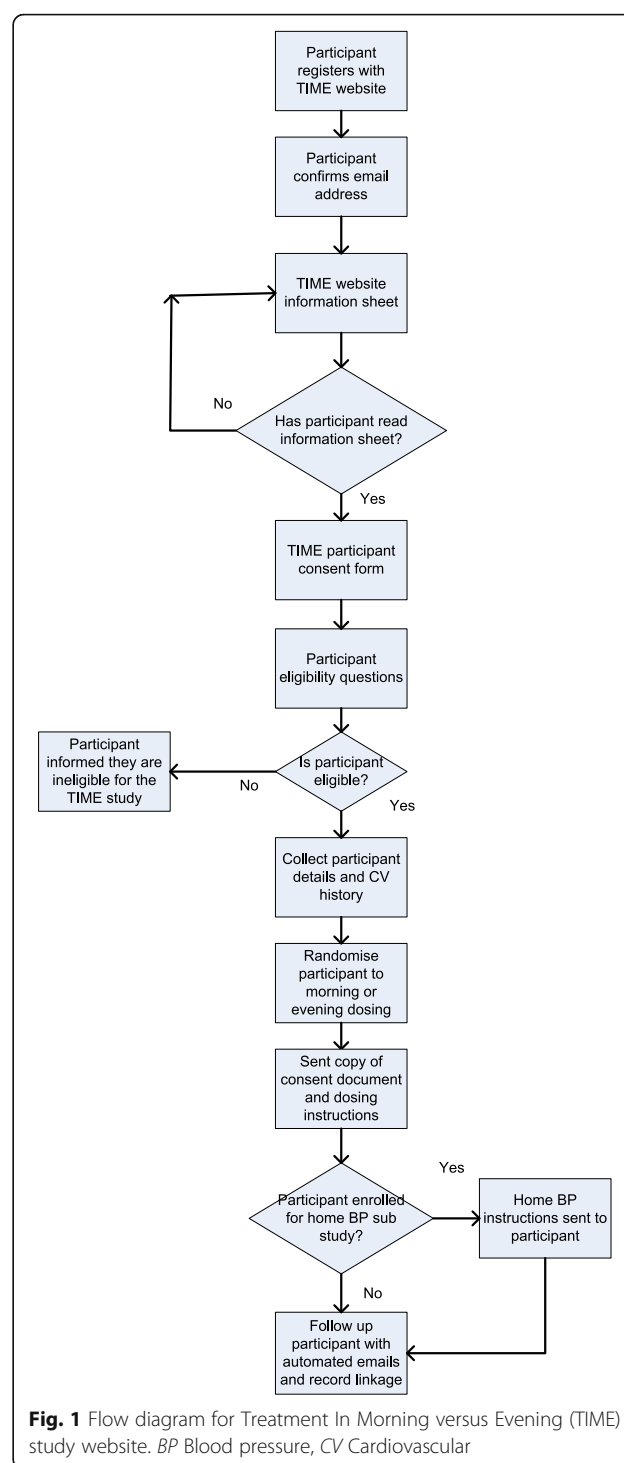 Participant
registers with
TIME website
Participant
confirms email
address
TIME website
information sheet
No
Has participant read
information sheet?
Yes
TIME participant
consent form
Participant
eligibility questions
Participant
informed they are
ineligible for the
TIME study
No
Is participant
eligible?
Yes
Collect participant
details and CV
history
Randomise
participant to
morning or
evening dosing
Sent copy of
consent document
and dosing
instructions
Participant enrolled
for home BP sub
study?
Yes
Home BP
instructions sent to
participant
No
Follow up
participant with
automated emails
and record linkage
Fig. 1 Flow diagram for Treatment In Morning versus Evening (TIME)
study website. BP Blood pressure, CV Cardiovascular